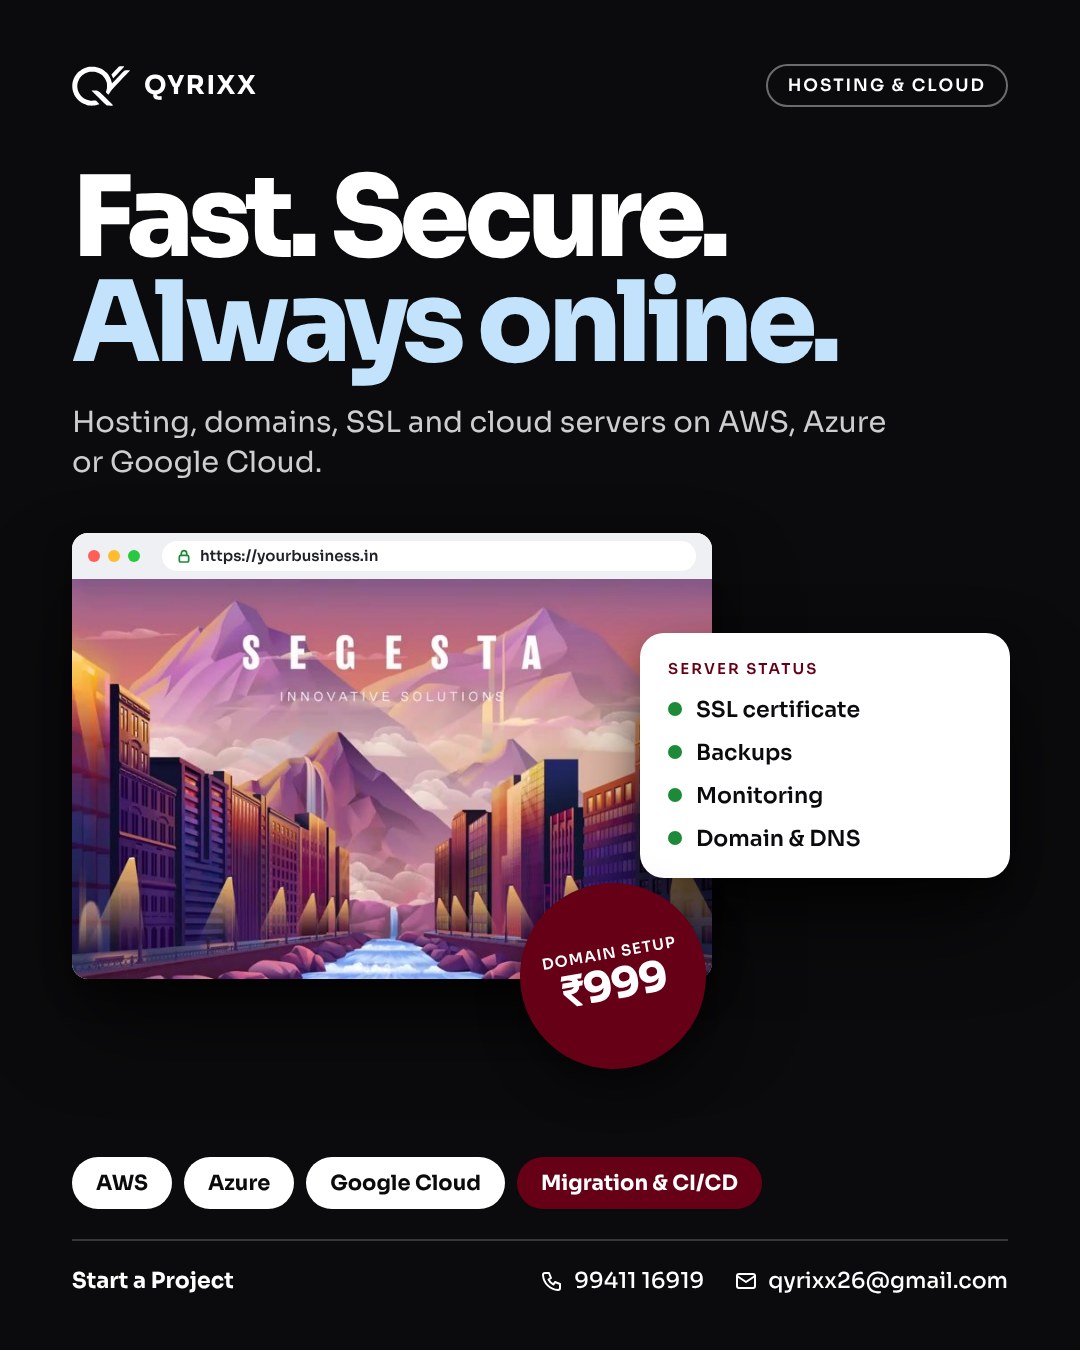 QYRIXX
HOSTING & CLOUD
Fast. Secure.
Always online.
Hosting, domains, SSL and cloud servers on AWS, Azure
or Google Cloud.
https://yourbusiness.in
SEGESTA
INNOVATIVE SOLUTIONS
SERVER STATUS
SSL certificate
Backups
Monitoring
Domain & DNS
DOMAIN SETUP
₹999
AWS
Azure
Google Cloud
Migration & CI/CD
Start a Project
99411 16919
qyrixx26@gmail.com